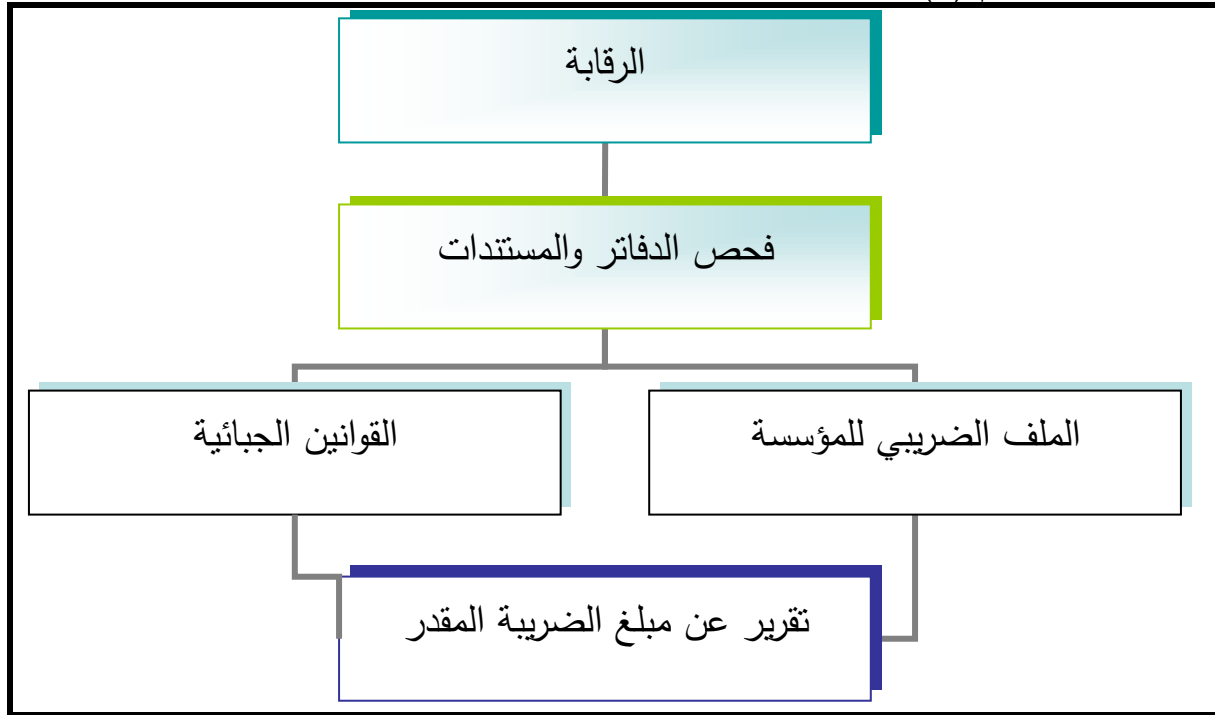 الرقابة
فحص الدفاتر والمستندات
الملف الضريبي للمؤسسة
القوانين الجبائية
تقرير عن مبلغ الضريبة المقدر